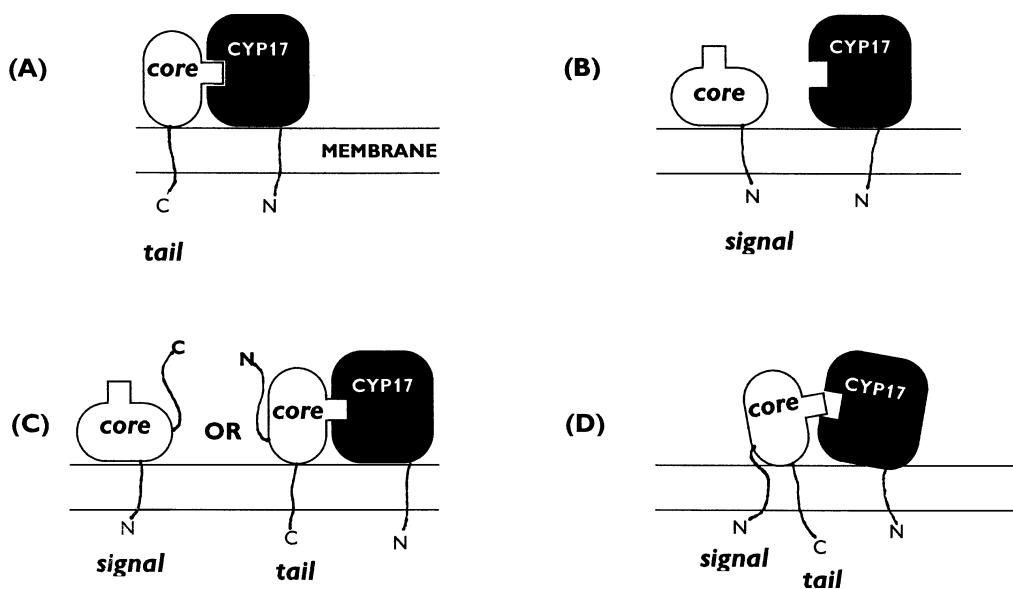 (A)
core
CYP17
MEMBRANE
C
N
tail
(B)
core
CYP17
N
N
signal
(C)
core
C
OR
N
core
CYP17
N
C
N
signal
tail
(D)
core
CYP17
N
C
N
signal
tail